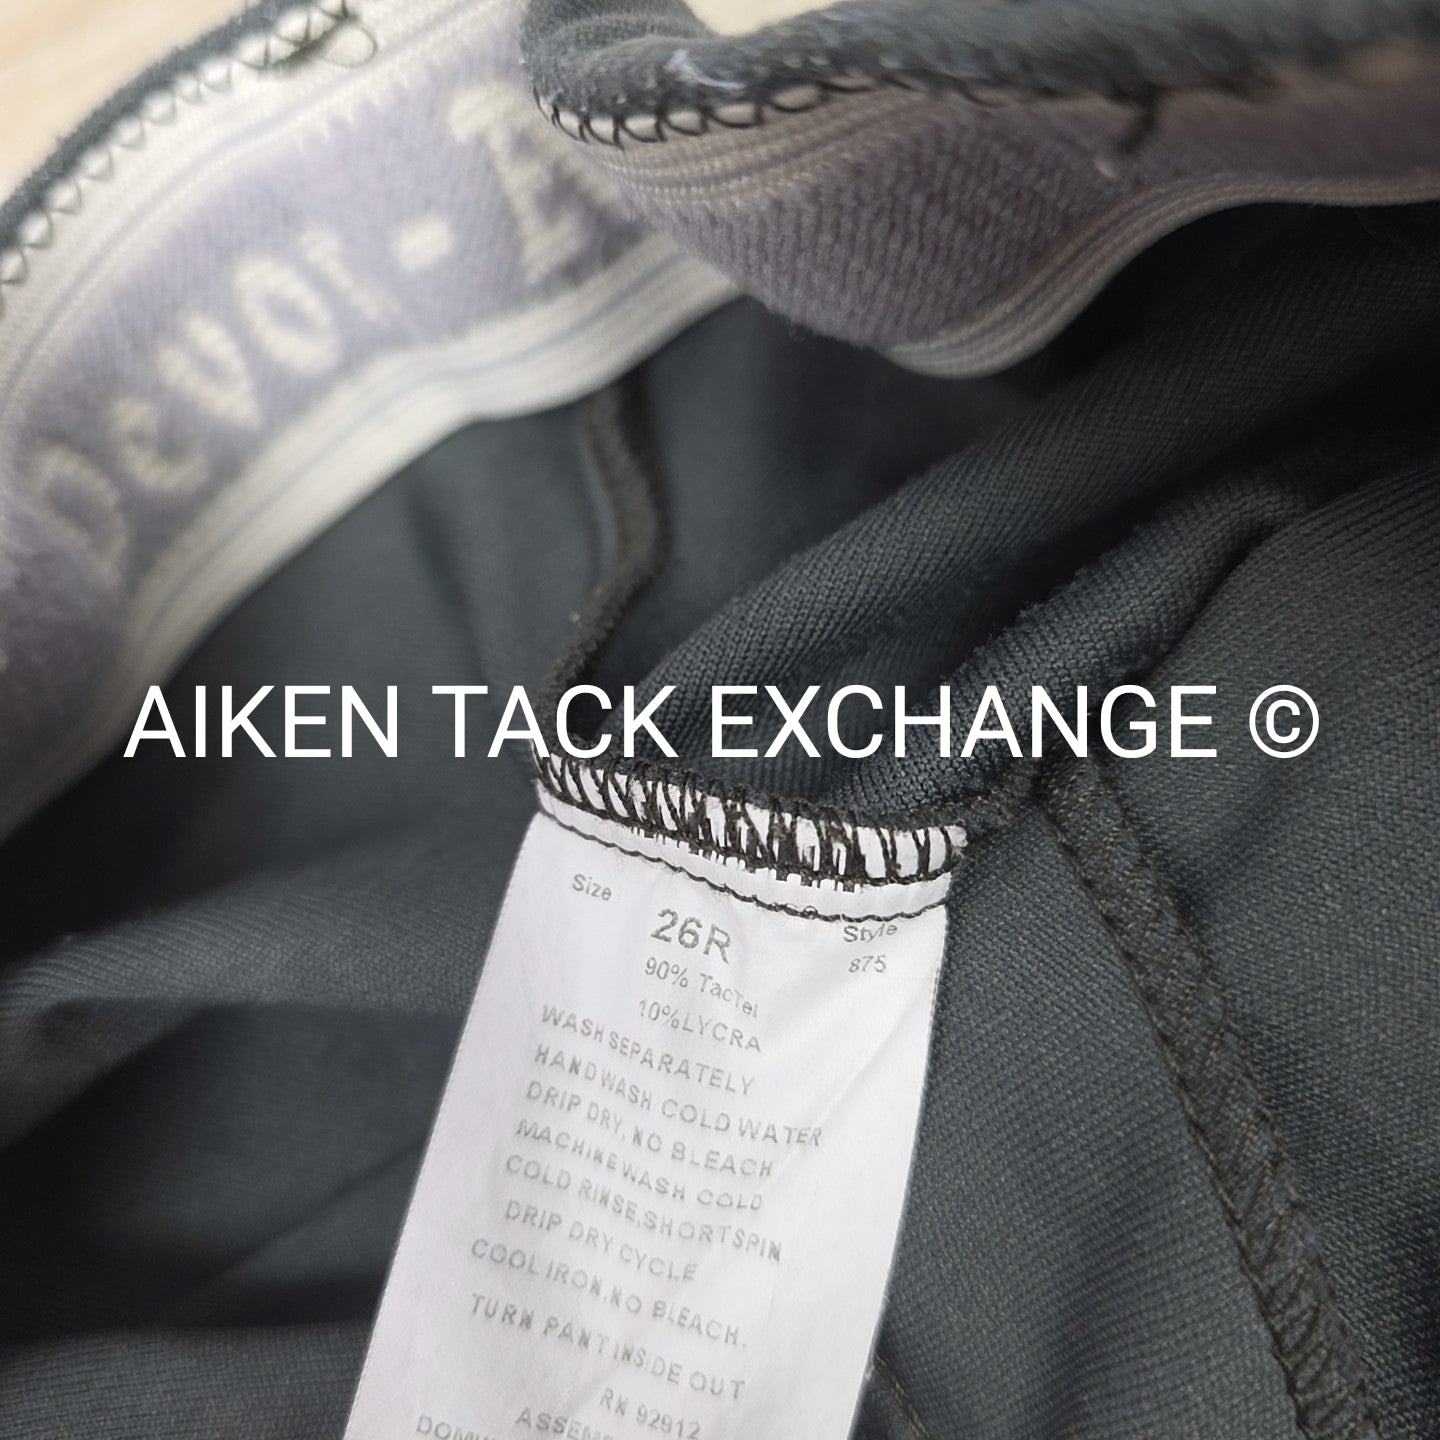 DEVOI-A
AIKEN TACK EXCHANGE ©
Size
26R
Style
875
90% TacTel
10%LYCRA
WASH SEPARATELY
HANDWASH COLD WATER
DRIP DRY, NO BLEACH
MACHINE WASH COLD
COLD RINSE,SHORT SPIN
DRIP DRY CYCLE
COOL IRON,NO BLEACH.
TURN PANT INSIDE OUT
RN 92912